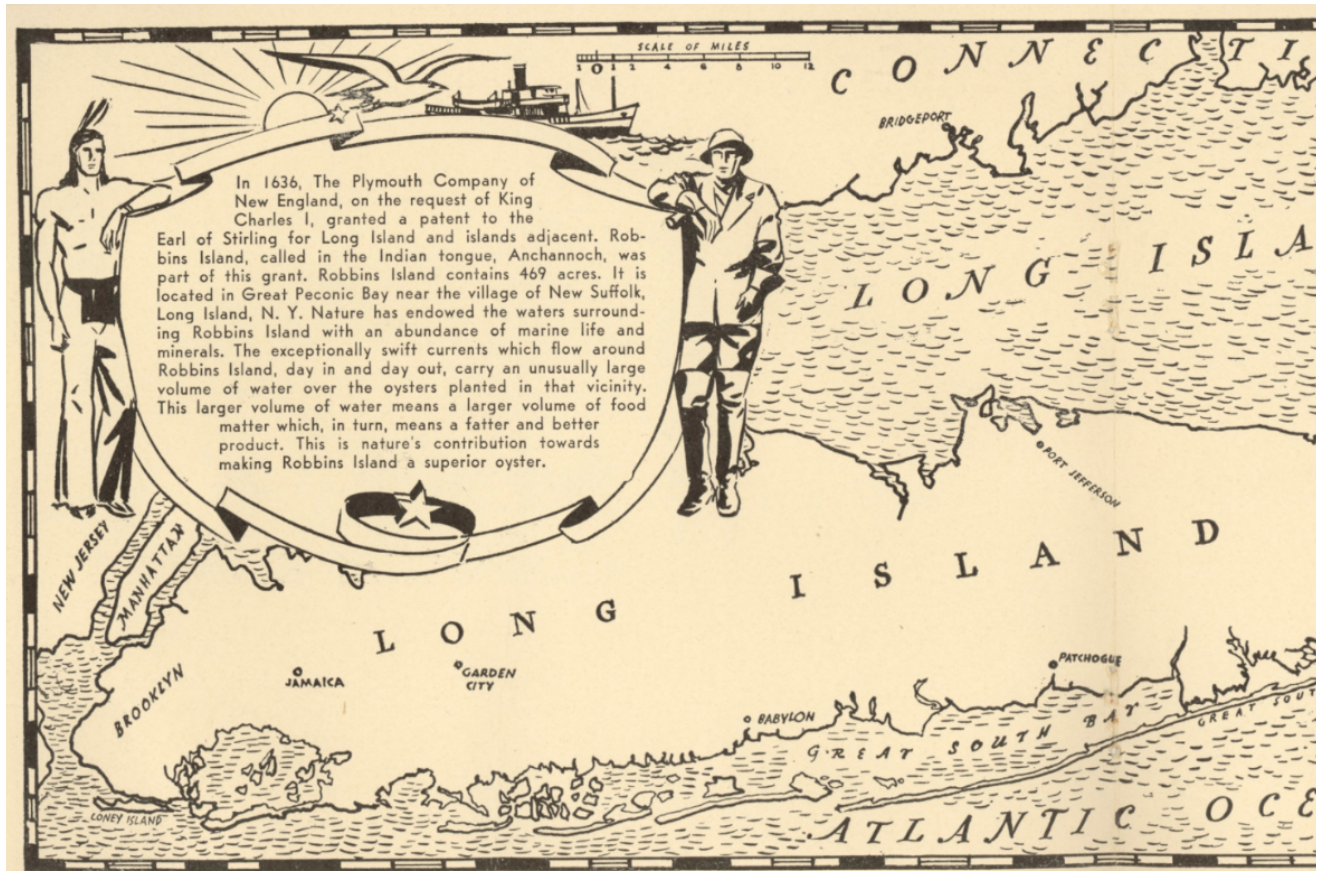 SCALE OF MILES
1 0 1 2 4 6 8 10 12
CONNECTI
BRIDGEPORT
In 1636, The Plymouth Company of
New England, on the request of King
Charles I, granted a patent to the
Earl of Stirling for Long Island and islands adjacent. Rob-
bins Island, called in the Indian tongue, Anchannoch, was
part of this grant. Robbins Island contains 469 acres. It is
located in Great Peconic Bay near the village of New Suffolk,
Long Island, N. Y. Nature has endowed the waters surround-
ing Robbins Island with an abundance of marine life and
minerals. The exceptionally swift currents which flow around
Robbins Island, day in and day out, carry an unusually large
volume of water over the oysters planted in that vicinity.
This larger volume of water means a larger volume of food
matter which, in turn, means a fatter and better
product. This is nature's contribution towards
making Robbins Island a superior oyster.
LONG ISLA
PORT JEFFERSON
NEW JERSEY
MANHATTAN
LONG ISLAND
BROOKLYN
JAMAICA
GARDEN
CITY
PATCHOGUE
BABYLON
GREAT SOUTH BAY
GREAT SOUT
CONEY ISLAND
ATLANTIC OCE